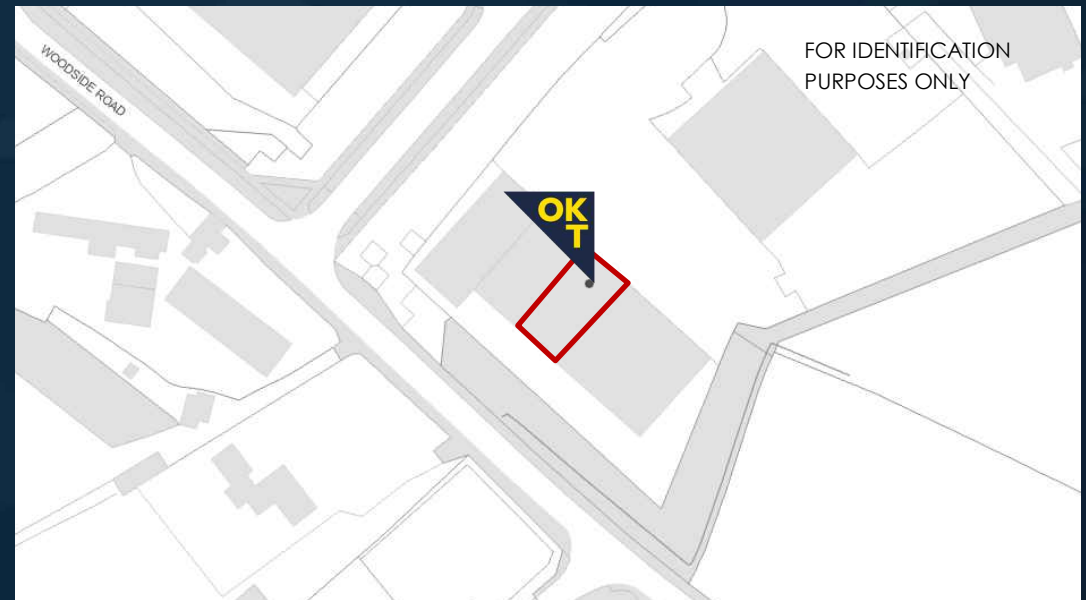 FOR IDENTIFICATION
PURPOSES ONLY
WOODSIDE ROAD
OK
T